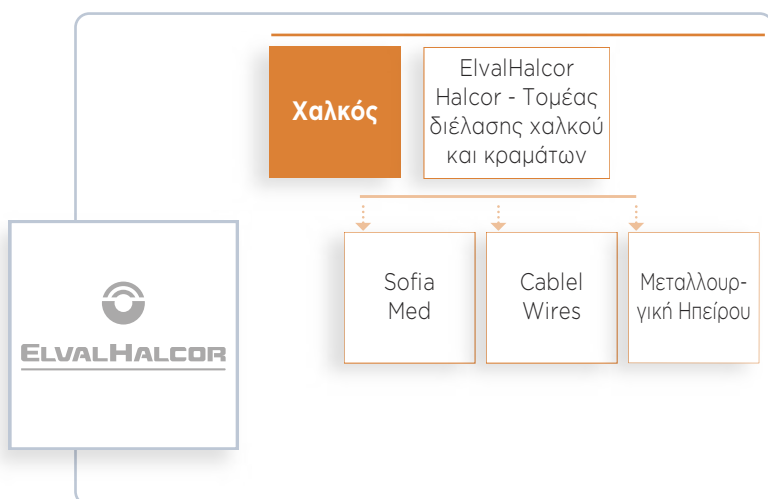 Χαλκός
ElvalHalcor
Halcor - Τομέας
διέλασης χαλκού
και κραμάτων
Sofia
Med
Cablel
Wires
Μεταλλουρ-
γική Ηπείρου
ELVALHALCOR